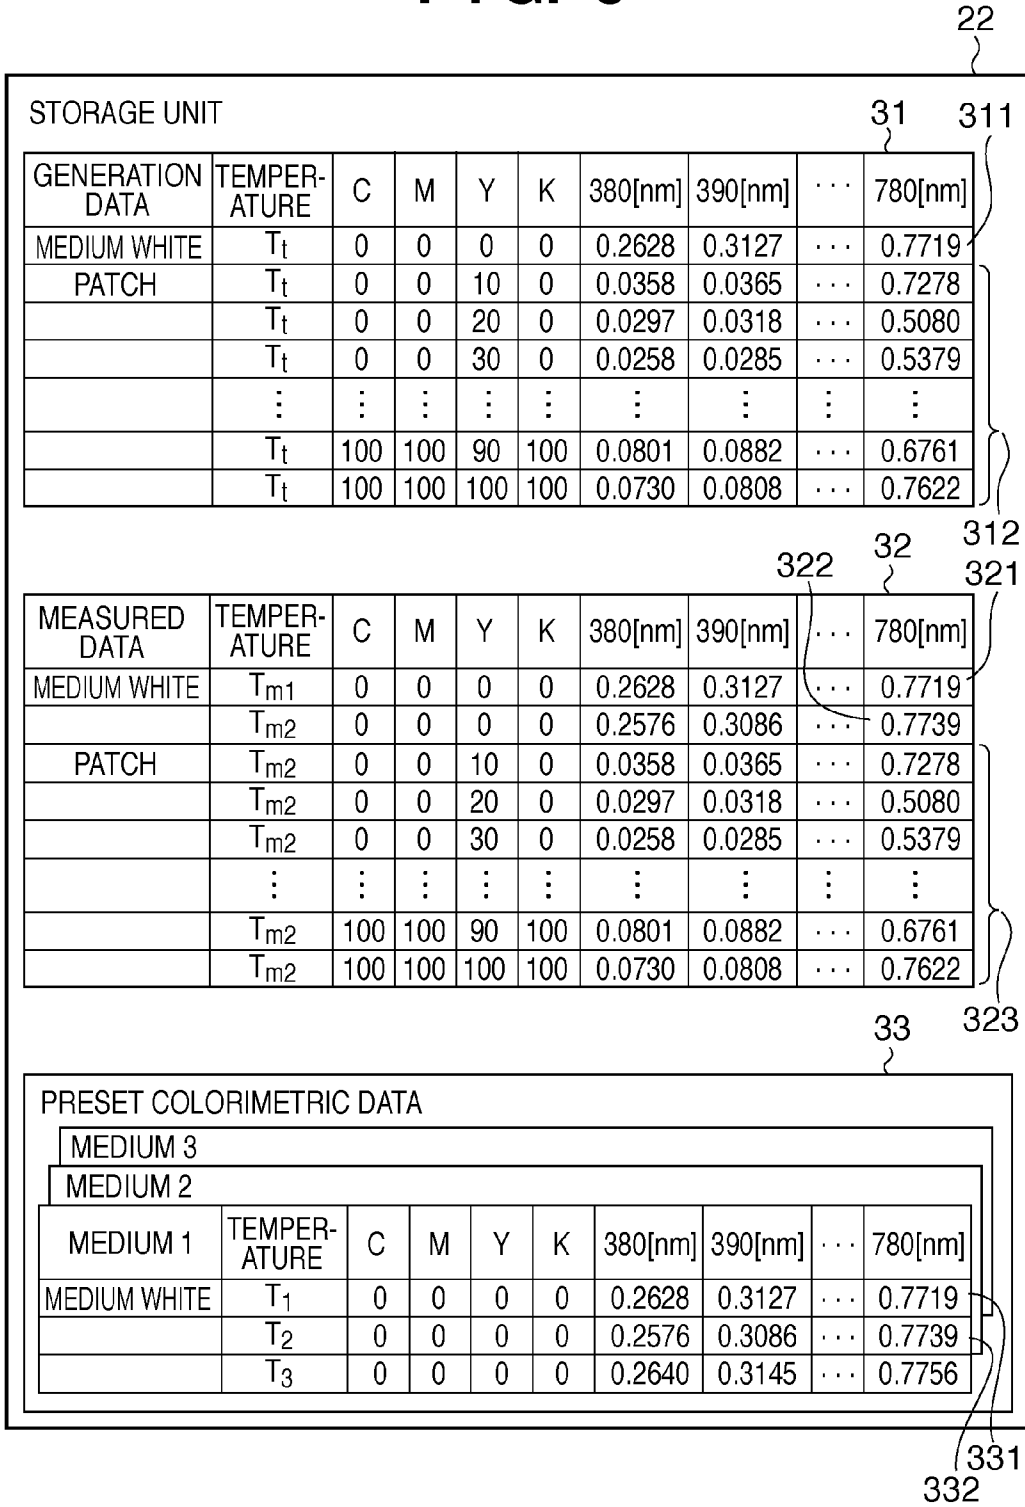 22
STORAGE UNIT
31
311
GENERATION DATA TEMPER-ATURE C M Y K 380[nm] 390[nm] ... 780[nm]
MEDIUM WHITE Tt 0 0 0 0 0.2628 0.3127 ... 0.7719
PATCH Tt 0 0 10 0 0.0358 0.0365 ... 0.7278
Tt 0 0 20 0 0.0297 0.0318 ... 0.5080
Tt 0 0 30 0 0.0258 0.0285 ... 0.5379
⋮ ⋮ ⋮ ⋮ ⋮ ⋮ ⋮ ⋮ ⋮
Tt 100 100 90 100 0.0801 0.0882 ... 0.6761
Tt 100 100 100 100 0.0730 0.0808 ... 0.7622
312
32
322
321
MEASURED DATA TEMPER-ATURE C M Y K 380[nm] 390[nm] ... 780[nm]
MEDIUM WHITE Tm1 0 0 0 0 0.2628 0.3127 ... 0.7719
Tm2 0 0 0 0 0.2576 0.3086 ... 0.7739
PATCH Tm2 0 0 10 0 0.0358 0.0365 ... 0.7278
Tm2 0 0 20 0 0.0297 0.0318 ... 0.5080
Tm2 0 0 30 0 0.0258 0.0285 ... 0.5379
⋮ ⋮ ⋮ ⋮ ⋮ ⋮ ⋮ ⋮ ⋮
Tm2 100 100 90 100 0.0801 0.0882 ... 0.6761
Tm2 100 100 100 100 0.0730 0.0808 ... 0.7622
323
33
PRESET COLORIMETRIC DATA
MEDIUM 3
MEDIUM 2
MEDIUM 1 TEMPER-ATURE C M Y K 380[nm] 390[nm] ... 780[nm]
MEDIUM WHITE T1 0 0 0 0 0.2628 0.3127 ... 0.7719
T2 0 0 0 0 0.2576 0.3086 ... 0.7739
T3 0 0 0 0 0.2640 0.3145 ... 0.7756
331
332